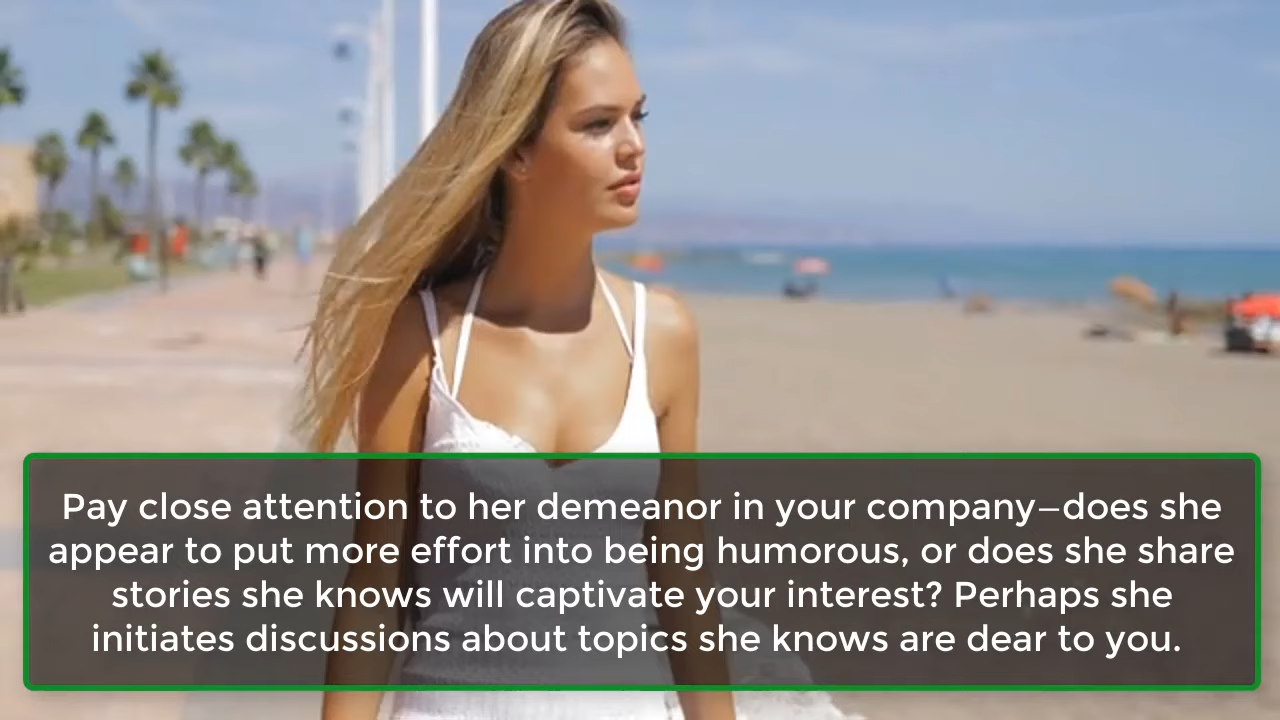 Pay close attention to her demeanor in your company—does she
appear to put more effort into being humorous, or does she share
stories she knows will captivate your interest? Perhaps she
initiates discussions about topics she knows are dear to you.